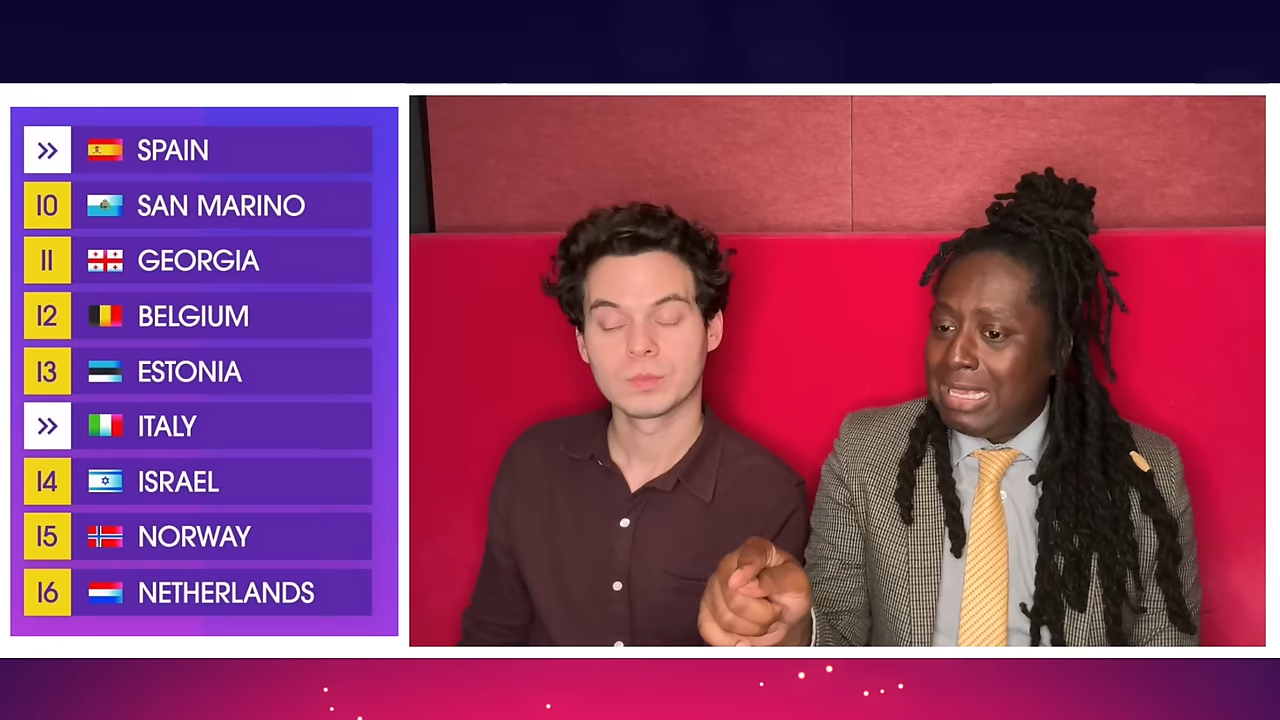 >> SPAIN
10 SAN MARINO
11 GEORGIA
12 BELGIUM
13 ESTONIA
>> ITALY
14 ISRAEL
15 NORWAY
16 NETHERLANDS